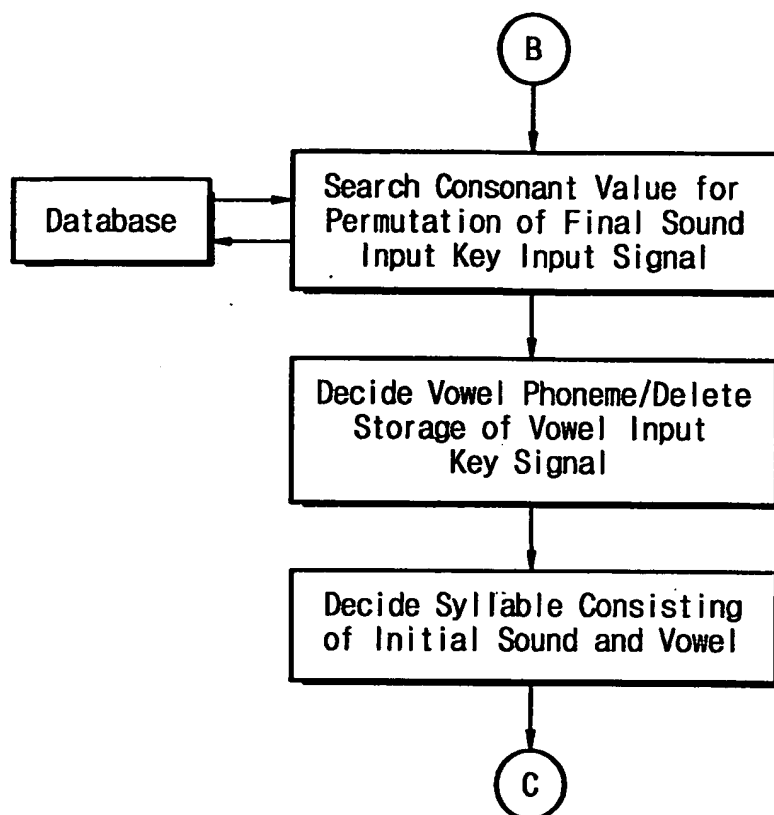 B
Database
Search Consonant Value for
Permutation of Final Sound
Input Key Input Signal
Decide Vowel Phoneme/Delete
Storage of Vowel Input
Key Signal
Decide Syllable Consisting
of Initial Sound and Vowel
C